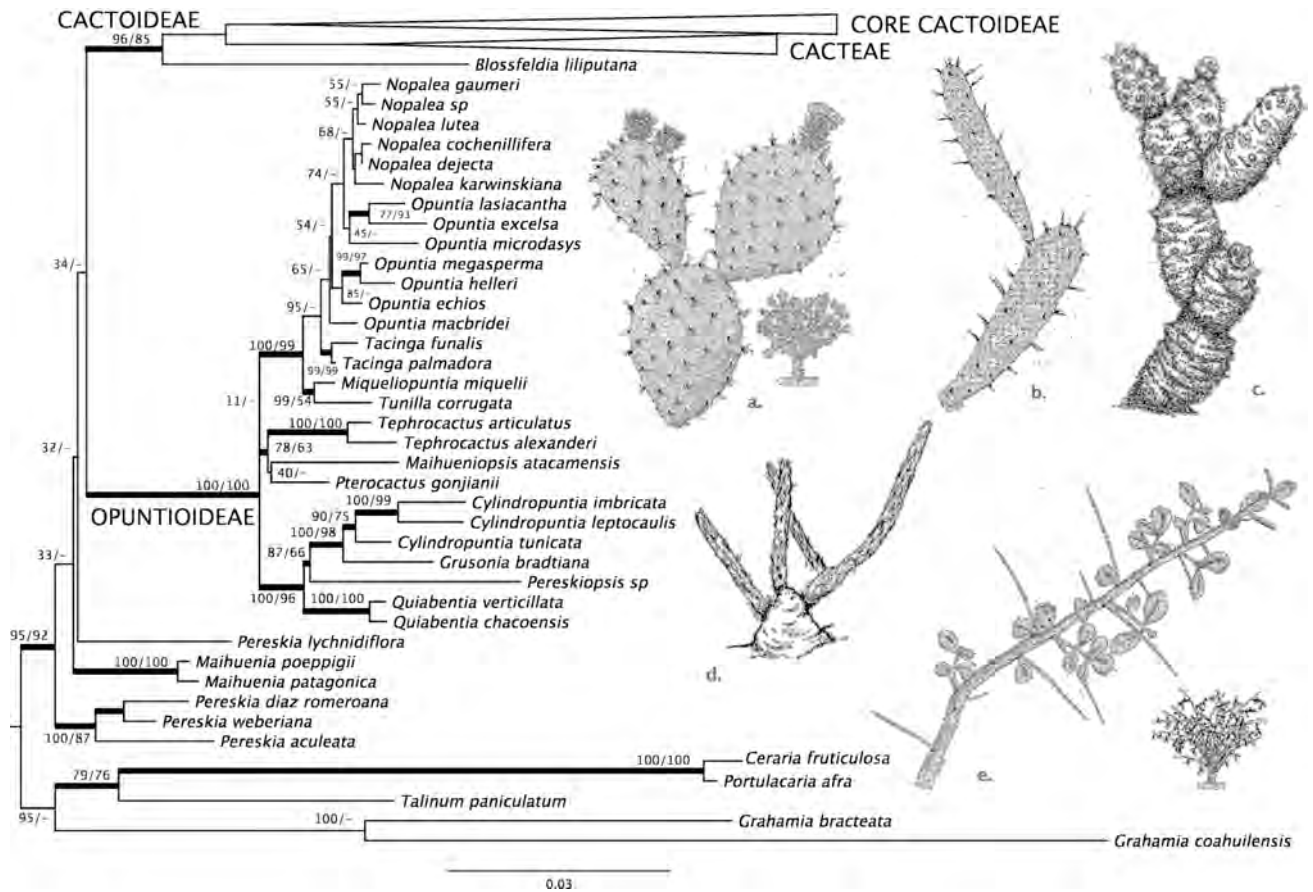 CACTOIDEAE
96/85
CORE CACTOIDEAE
CACTEAE
Blossfeldia liliputana
55/–
Nopalea gaumeri
55/–
Nopalea sp
Nopalea lutea
68/–
Nopalea cochenillifera
Nopalea dejecta
74/–
Nopalea karwinskiana
Opuntia lasiacantha
77/93
Opuntia excelsa
54/–
45/–
Opuntia microdasys
99/97
Opuntia megasperma
34/–
65/–
Opuntia helleri
85/–
Opuntia echios
95/–
Opuntia macbridei
Tacinga funalis
100/99
99/99
Tacinga palmadora
Miqueliopuntia miquelii
11/–
99/54
Tunilla corrugata
100/100
Tephrocactus articulatus
78/63
Tephrocactus alexanderi
Maihueniopsis atacamensis
40/–
Pterocactus gonjianii
100/100
OPUNTIOIDEAE
100/99
Cylindropuntia imbricata
90/75
Cylindropuntia leptocaulis
100/98
Cylindropuntia tunicata
87/66
Grusonia bradtiana
33/–
Pereskiopsis sp
100/96
100/100
Quiabentia verticillata
Quiabentia chacoensis
95/92
Pereskia lychnidiflora
100/100
Maihuenia poeppigii
Maihuenia patagonica
Pereskia diaz romeroana
Pereskia weberiana
100/87
Pereskia aculeata
79/76
100/100
Ceraria fruticulosa
Portulacaria afra
Talinum paniculatum
95/–
100/–
Grahamia bracteata
Grahamia coahuilensis
0.03
a.
b.
c.
d.
e.